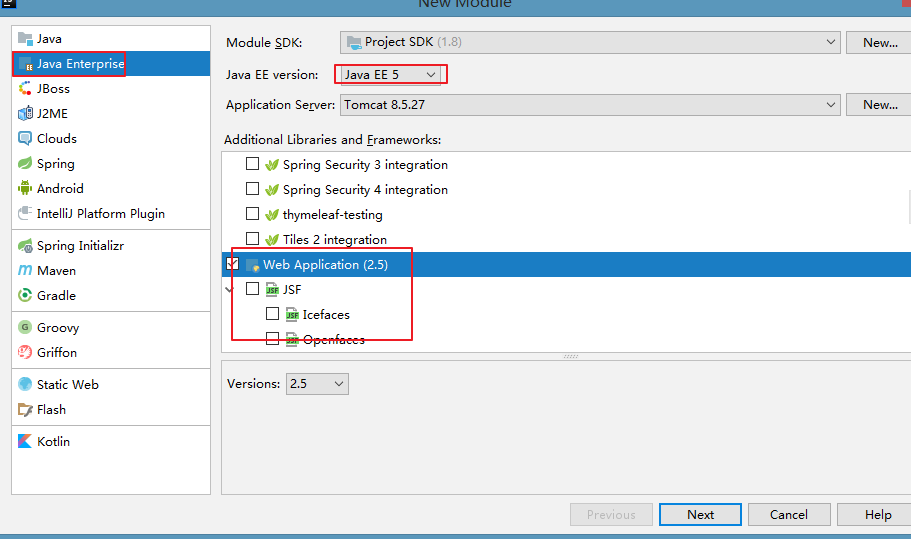 New Module
Java
Java Enterprise
JBoss
J2ME
Clouds
Spring
Android
IntelliJ Platform Plugin
Spring Initializr
Maven
Gradle
Groovy
Griffon
Static Web
Flash
Kotlin
Module SDK: Project SDK (1.8) New...
Java EE version: Java EE 5
Application Server: Tomcat 8.5.27 New...
Additional Libraries and Frameworks:
Spring Security 3 integration
Spring Security 4 integration
thymeleaf-testing
Tiles 2 integration
Web Application (2.5)
JSF
Icefaces
Openfaces
Versions: 2.5
Previous Next Cancel Help